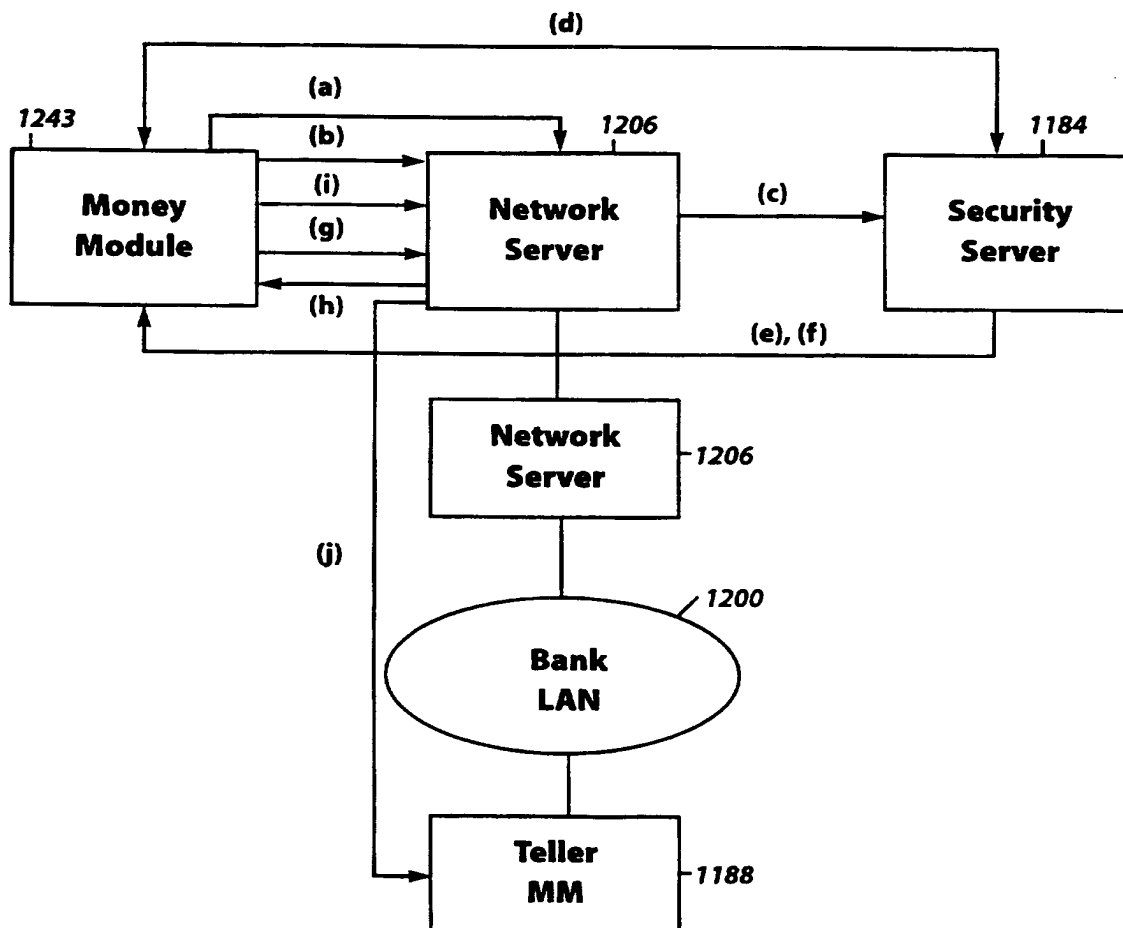 (d)
(a)
1243
1206
1184
(b)
(i)
(c)
(g)
(h)
Money
Module
Network
Server
Security
Server
(e), (f)
Network
Server
1206
(j)
1200
Bank
LAN
Teller
MM
1188